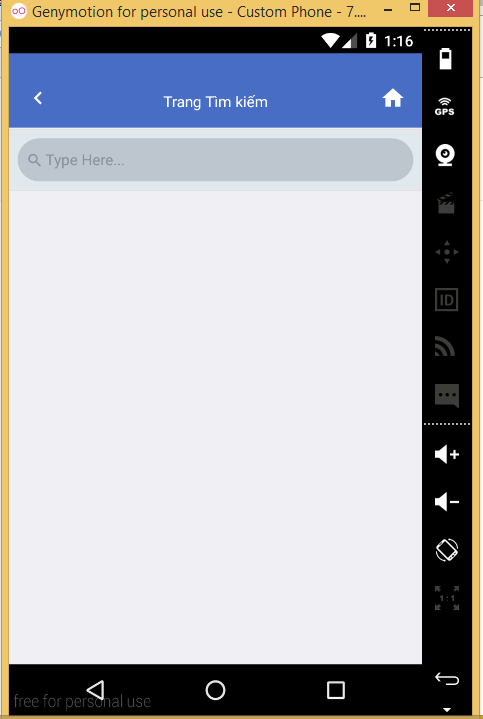 Genymotion for personal use - Custom Phone - 7....
1:16
GPS
Trang Tìm kiếm
Type Here...
ID
1:1
free for personal use